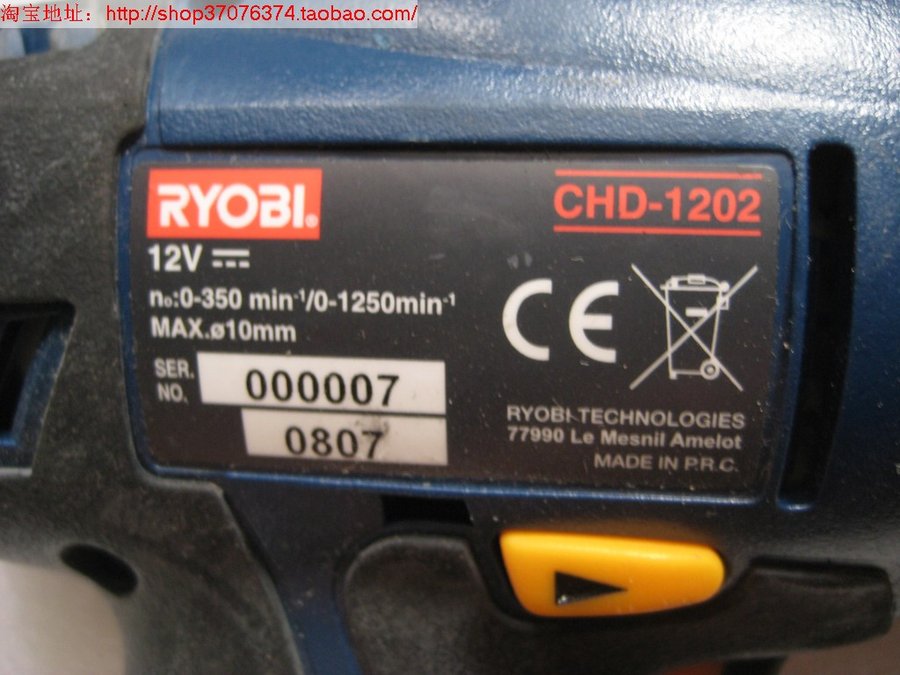 淘宝地址：http://shop37076374.taobao.com/
RYOBI®
CHD-1202
12V
no:0-350 min-1/0-1250min-1
MAX.ø10mm
SER. NO. 000007
0807
CE
RYOBI TECHNOLOGIES
77990 Le Mesnil Amelot
MADE IN P.R.C.